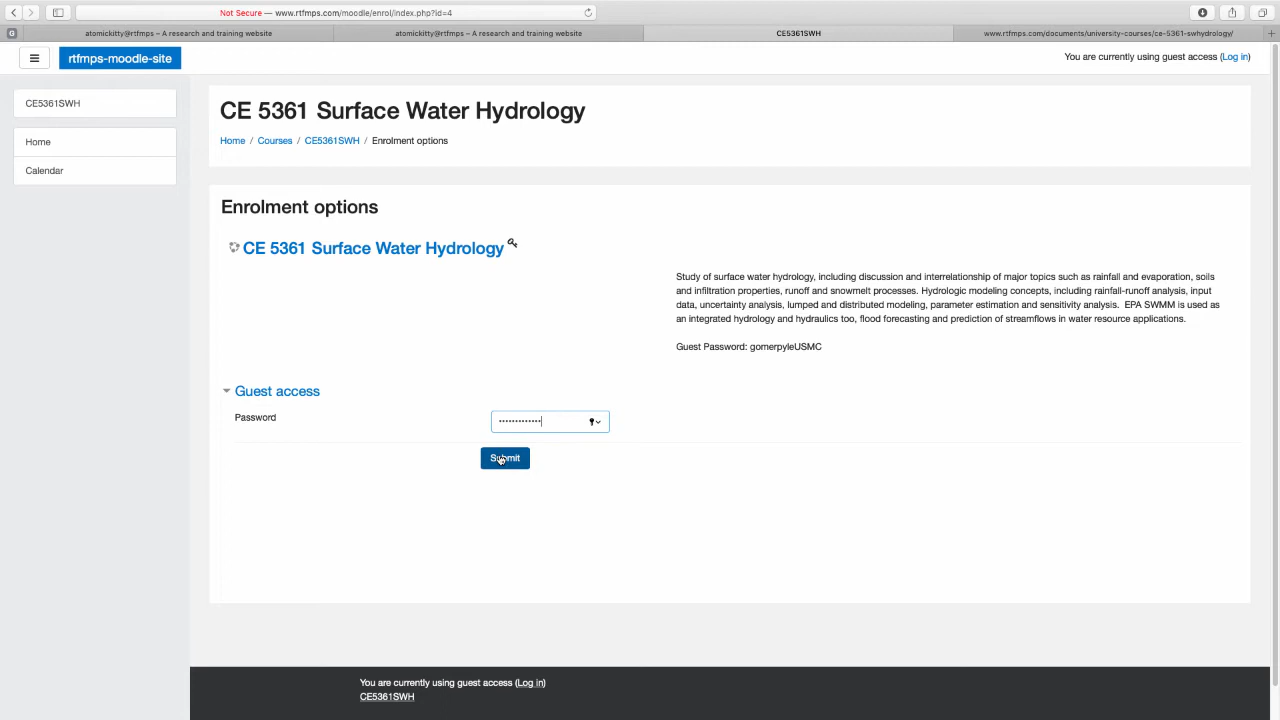 Not Secure — www.rtfmps.com/moodle/enrol/index.php?id=4
G
atomickitty@rtfmps – A research and training website
atomickitty@rtfmps – A research and training website
CE5361SWH
www.rtfmps.com/documents/university-courses/ce-5361-swhydrology/
rtfmps-moodle-site
You are currently using guest access (Log in)
CE5361SWH
Home
Calendar
CE 5361 Surface Water Hydrology
Home / Courses / CE5361SWH / Enrolment options
Enrolment options
CE 5361 Surface Water Hydrology
Study of surface water hydrology, including discussion and interrelationship of major topics such as rainfall and evaporation, soils
and infiltration properties, runoff and snowmelt processes. Hydrologic modeling concepts, including rainfall-runoff analysis, input
data, uncertainty analysis, lumped and distributed modeling, parameter estimation and sensitivity analysis. EPA SWMM is used as
an integrated hydrology and hydraulics too, flood forecasting and prediction of streamflows in water resource applications.
Guest Password: gomerpyleUSMC
Guest access
Password
•••••••••••••
Submit
You are currently using guest access (Log in)
CE5361SWH